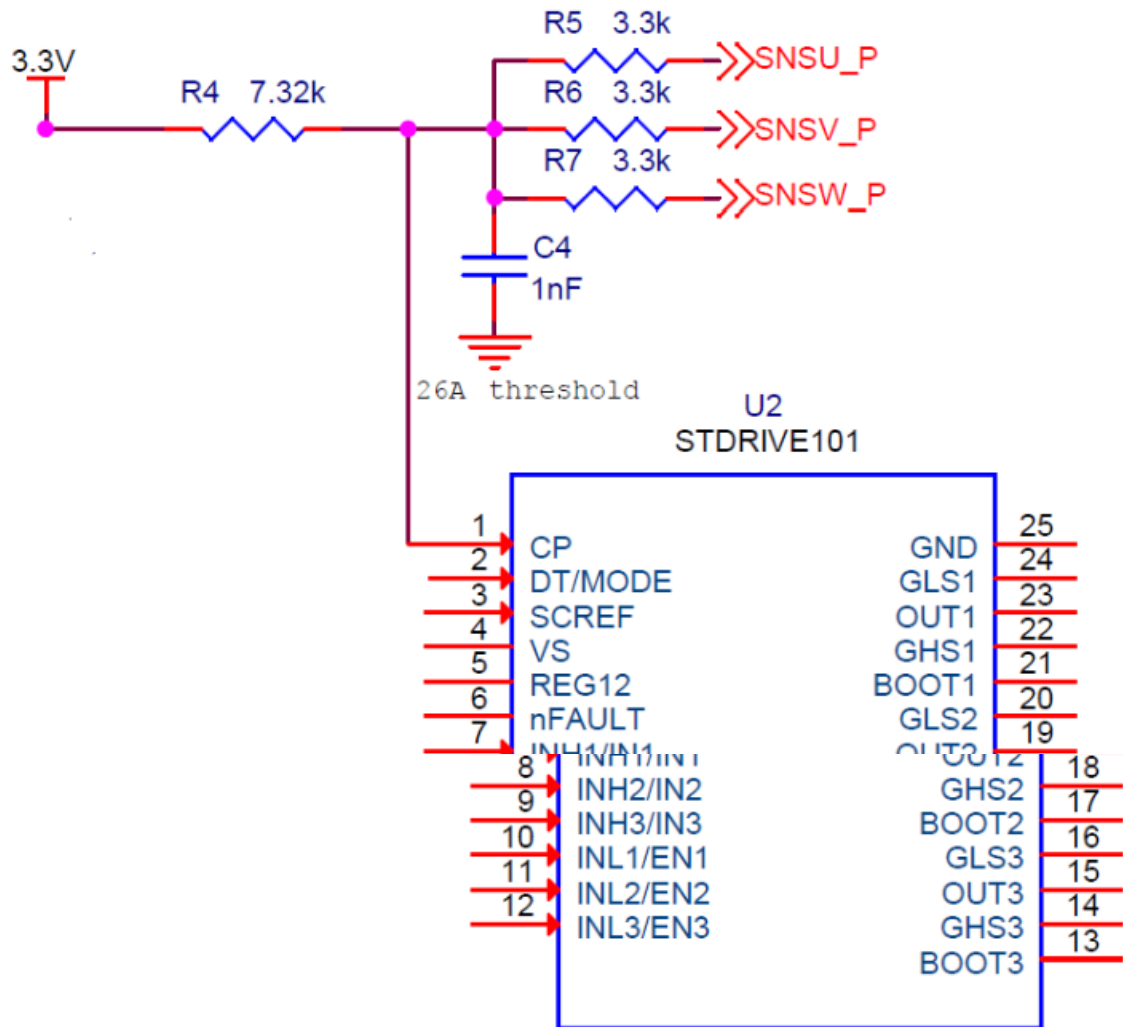 R5 3.3k
SNSU_P
3.3V
R4 7.32k
R6 3.3k
SNSV_P
R7 3.3k
SNSW_P
C4
1nF
26A threshold
U2
STDRIVE101
1 CP GND 25
2 DT/MODE GLS1 24
3 SCREF OUT1 23
4 VS GHS1 22
5 REG12 BOOT1 21
6 nFAULT GLS2 20
7 INH1/IN1 OUT2 19
8 INH2/IN2 GHS2 18
9 INH3/IN3 BOOT2 17
10 INL1/EN1 GLS3 16
11 INL2/EN2 OUT3 15
12 INL3/EN3 GHS3 14
BOOT3 13